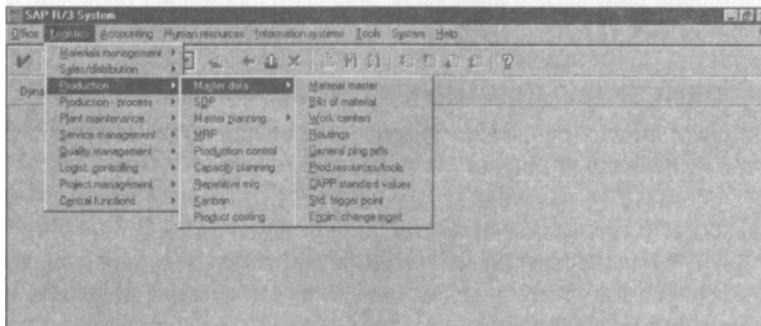 SAP R/3 System
Office Logistics Accounting Human resources Information systems Tools System Help
Dyna
Materials management
Sales/distribution
Production
Production - process
Plant maintenance
Service management
Quality management
Logist. controlling
Project management
Central functions
Master data
SOP
Master planning
MRP
Production control
Capacity planning
Repetitive mfg
Kanban
Product costing
Material master
Bills of material
Work centers
Routings
General plng pdls
Prod.resources/tools
CAPP standard values
Std. trigger point
Engin. change mgmt